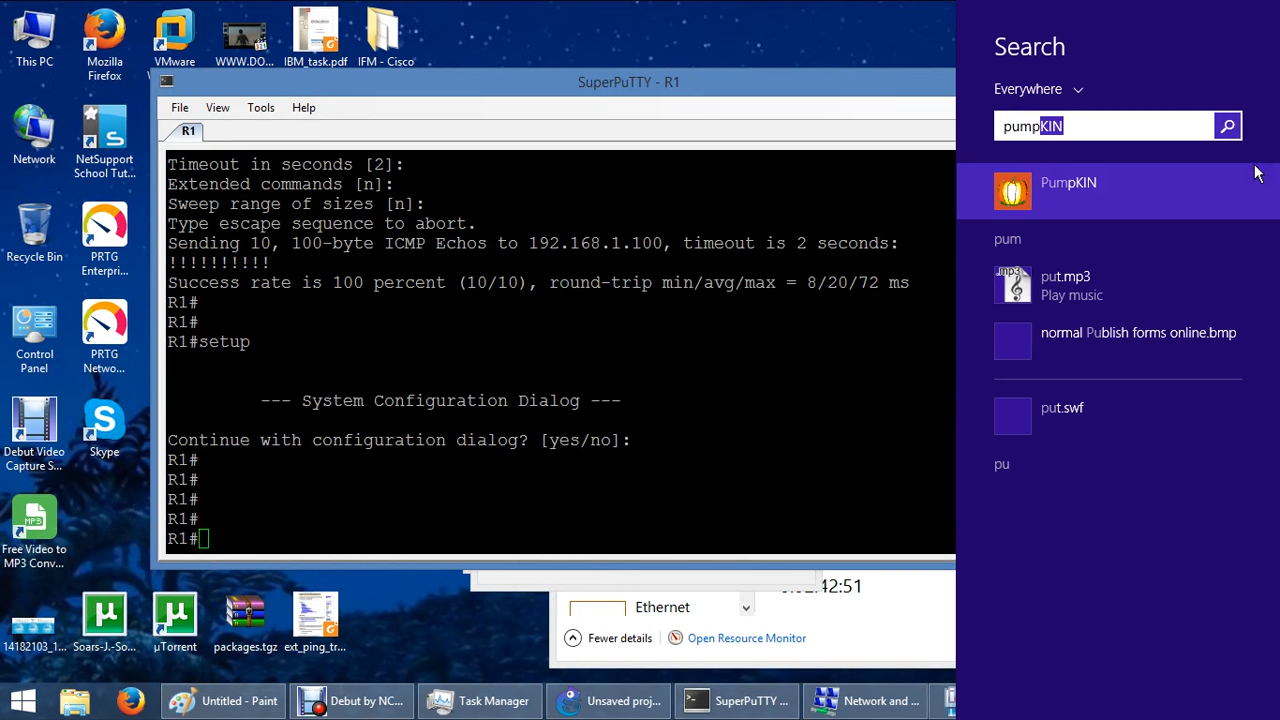 This PC
Mozilla
Firefox
VMware
WWW.DO...
IBM_task.pdf
IFM - Cisco
Network
NetSupport
School Tut...
Recycle Bin
PRTG
Enterpri...
Control
Panel
PRTG
Netwo...
Debut Video
Capture S...
Skype
Free Video to
MP3 Conv...
14182103_1...
Soars-J.-So...
µTorrent
packages.tgz
ext_ping_tr...
SuperPuTTY - R1
File View Tools Help
R1
Timeout in seconds [2]:
Extended commands [n]:
Sweep range of sizes [n]:
Type escape sequence to abort.
Sending 10, 100-byte ICMP Echos to 192.168.1.100, timeout is 2 seconds:
!!!!!!!!!!
Success rate is 100 percent (10/10), round-trip min/avg/max = 8/20/72 ms
R1#
R1#
R1#setup
--- System Configuration Dialog ---
Continue with configuration dialog? [yes/no]:
R1#
R1#
R1#
R1#
R1#
:42:51
Ethernet
Fewer details Open Resource Monitor
Search
Everywhere
pumpKIN
PumpKIN
pum
put.mp3
Play music
normal Publish forms online.bmp
put.swf
pu
Untitled - Paint Debut by NC... Task Manager Unsaved proj... SuperPuTTY ... Network and ...